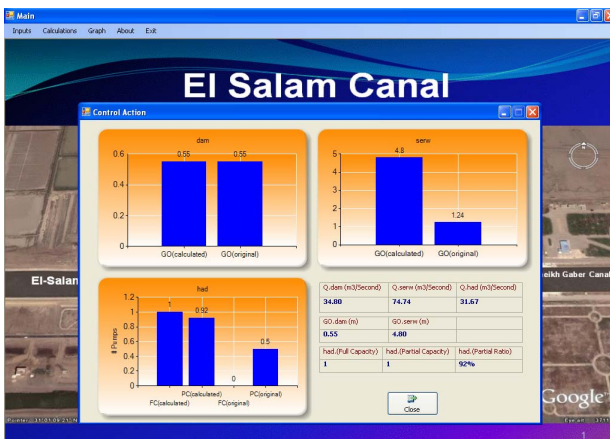 Main
Inputs Calculations Graph About Exit
El Salam Canal
Control Action
dam
0.6
0.4
0.2
0
0.55 0.55
GO(calculated) GO(original)
serw
5
4
3
2
1
0
4.8
1.24
GO(calculated) GO(original)
El-Salam
eikh Gaber Canal
had
# Pumps
1.2
1
0.8
0.6
0.4
0.2
0
1 0.92 0 0.5
PC(calculated) PC(original)
FC(calculated) FC(original)
Q.dam (m3/Second) Q.serw (m3/Second) Q.had (m3/Second)
34.80 74.74 31.67
GO.dam (m) GO.serw (m)
0.55 4.80
had.(Full Capacity) had.(Partial Capacity) had.(Partial Ratio)
1 1 92%
Close
Google
1